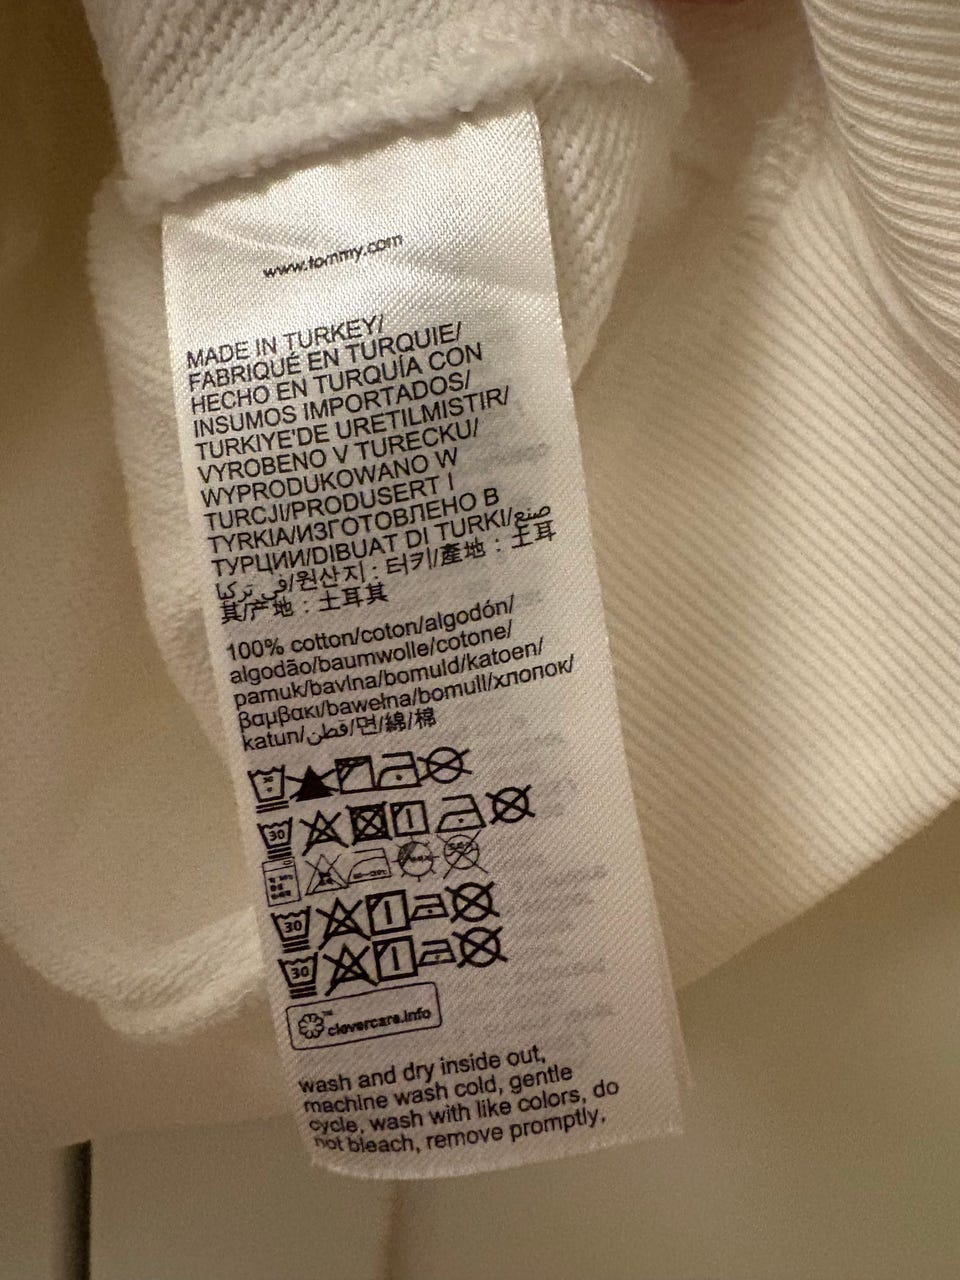 www.tommy.com
MADE IN TURKEY/
FABRIQUÉ EN TURQUIE/
HECHO EN TURQUÍA CON
INSUMOS IMPORTADOS/
TURKIYE'DE URETILMISTIR/
VYROBENO V TURECKU/
WYPRODUKOWANO W
TURCJI/PRODUSERT I
TYRKIA/ИЗГОТОВЛЕНО В
ТУРЦИИ/DIBUAT DI TURKI/صنع
في تركيا/원산지 : 터키/產地 : 土耳
其/产地 : 土耳其
100% cotton/coton/algodón/
algodão/baumwolle/cotone/
pamuk/bavlna/bomuld/katoen/
βαμβακι/bawełna/bomull/хлопок/
katun/قطن/면/綿/棉
30
30
30
30
clevercare.info
wash and dry inside out,
machine wash cold, gentle
cycle, wash with like colors, do
not bleach, remove promptly.